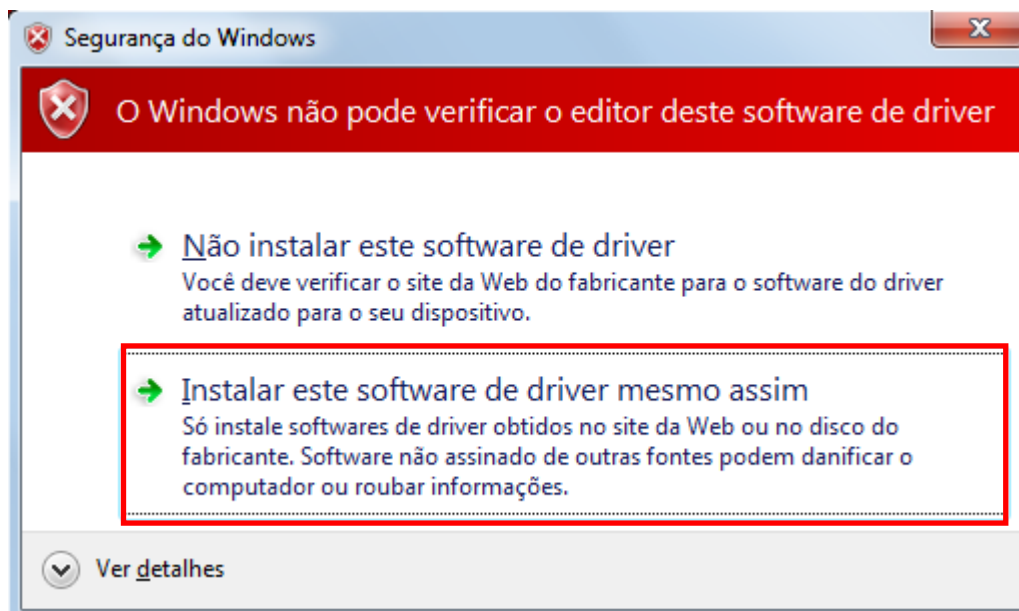 Segurança do Windows
O Windows não pode verificar o editor deste software de driver
Não instalar este software de driver
Você deve verificar o site da Web do fabricante para o software do driver
atualizado para o seu dispositivo.
Instalar este software de driver mesmo assim
Só instale softwares de driver obtidos no site da Web ou no disco do
fabricante. Software não assinado de outras fontes podem danificar o
computador ou roubar informações.
Ver detalhes